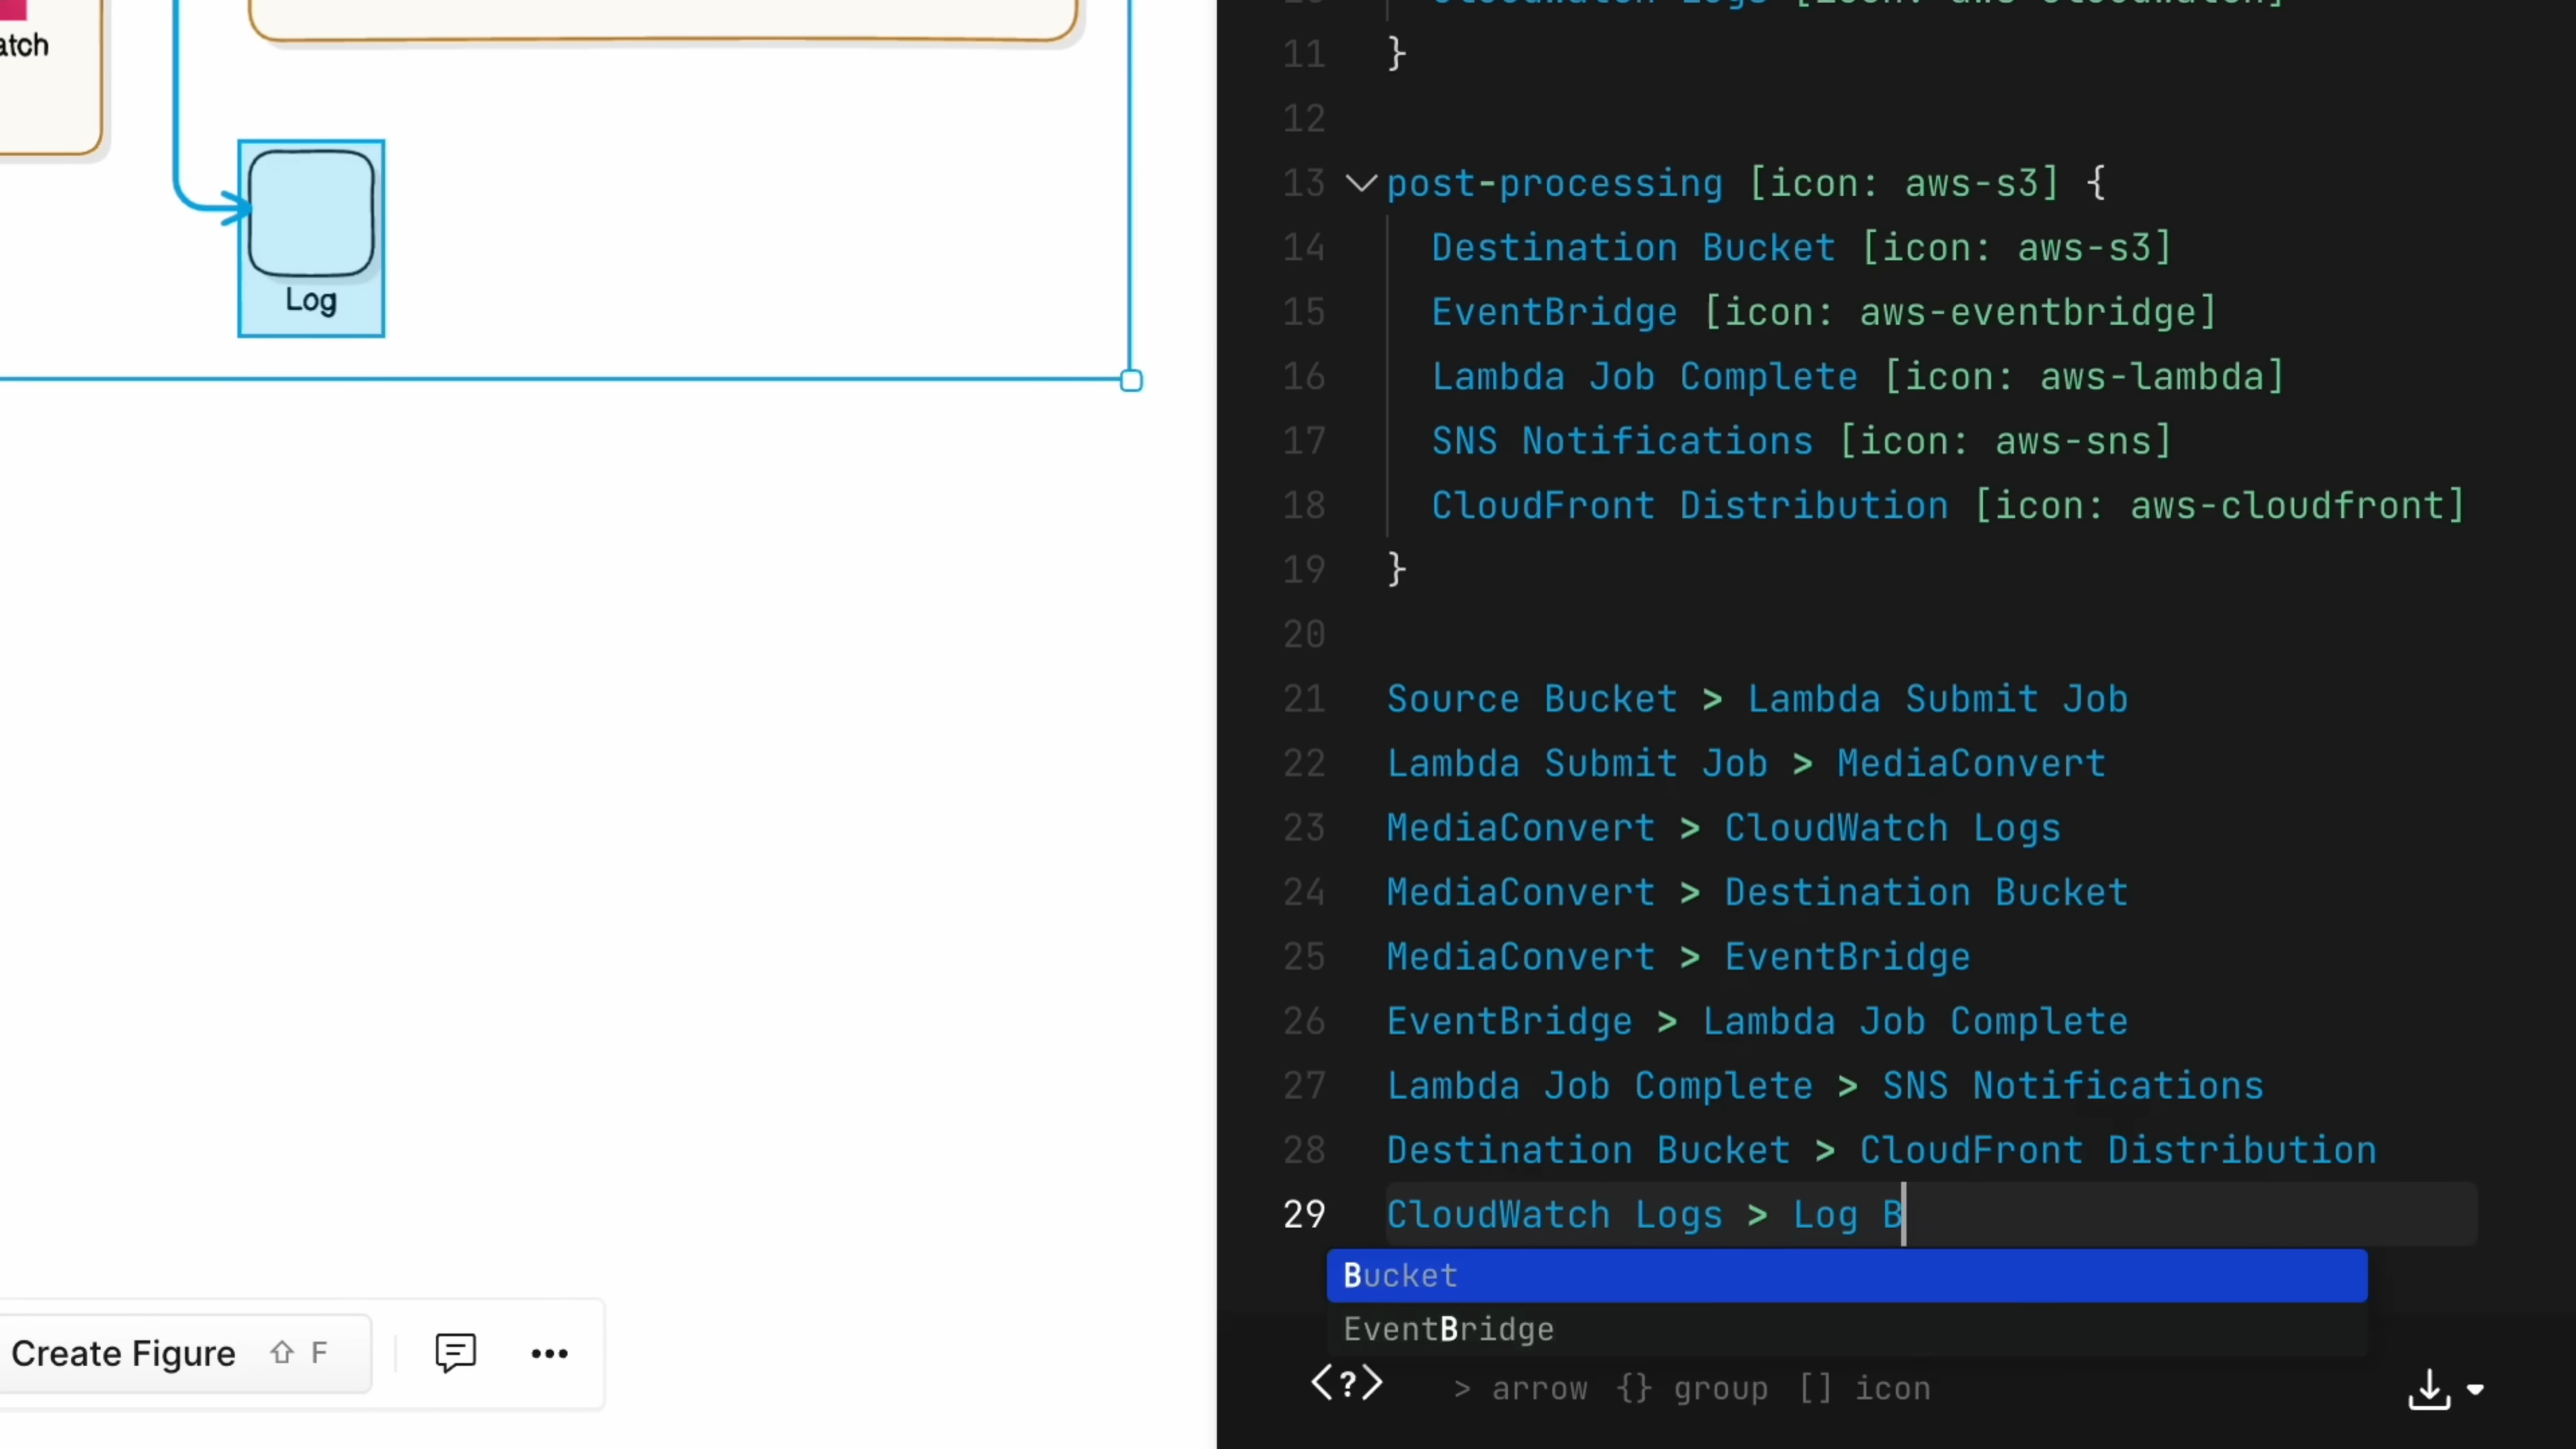 atch
Log
Create Figure ⇧ F
11 }
12
13 post-processing [icon: aws-s3] {
14 Destination Bucket [icon: aws-s3]
15 EventBridge [icon: aws-eventbridge]
16 Lambda Job Complete [icon: aws-lambda]
17 SNS Notifications [icon: aws-sns]
18 CloudFront Distribution [icon: aws-cloudfront]
19 }
20
21 Source Bucket > Lambda Submit Job
22 Lambda Submit Job > MediaConvert
23 MediaConvert > CloudWatch Logs
24 MediaConvert > Destination Bucket
25 MediaConvert > EventBridge
26 EventBridge > Lambda Job Complete
27 Lambda Job Complete > SNS Notifications
28 Destination Bucket > CloudFront Distribution
29 CloudWatch Logs > Log B
Bucket
EventBridge
<?> > arrow {} group [] icon